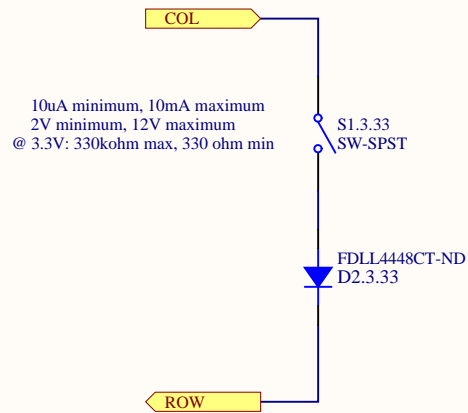 COL
10uA minimum, 10mA maximum
2V minimum, 12V maximum
@ 3.3V: 330kohm max, 330 ohm min
S1.3.33
SW-SPST
FDLL4448CT-ND
D2.3.33
ROW